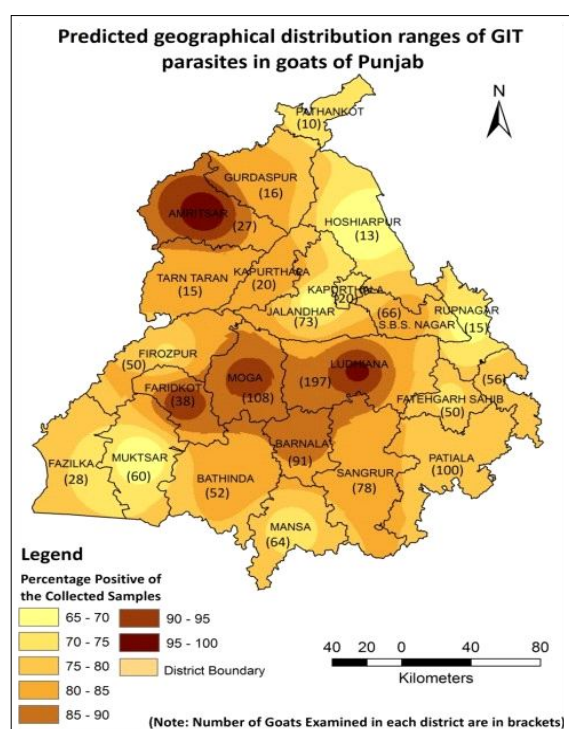 Predicted geographical distribution ranges of GIT
parasites in goats of Punjab
N
PATHANKOT
(10)
GURDASPUR
(16)
AMRITSAR
(27)
HOSHIARPUR
(13)
TARN TARAN
(15)
KAPURTHALA
(20)
KAPURTHALA
20
JALANDHAR
(73)
(66)
S.B.S. NAGAR
RUPNAGAR
(15)
FIROZPUR
(50)
FARIDKOT
(38)
MOGA
(108)
LUDHIANA
(197)
(56)
FATEHGARH SAHIB
(50)
BARNALA
(91)
PATIALA
(100)
FAZILKA
(28)
MUKTSAR
(60)
BATHINDA
(52)
SANGRUR
(78)
MANSA
(64)
Legend
Percentage Positive of
the Collected Samples
65 - 70
70 - 75
75 - 80
80 - 85
85 - 90
90 - 95
95 - 100
District Boundary
40 20 0 40 80
Kilometers
(Note: Number of Goats Examined in each district are in brackets)